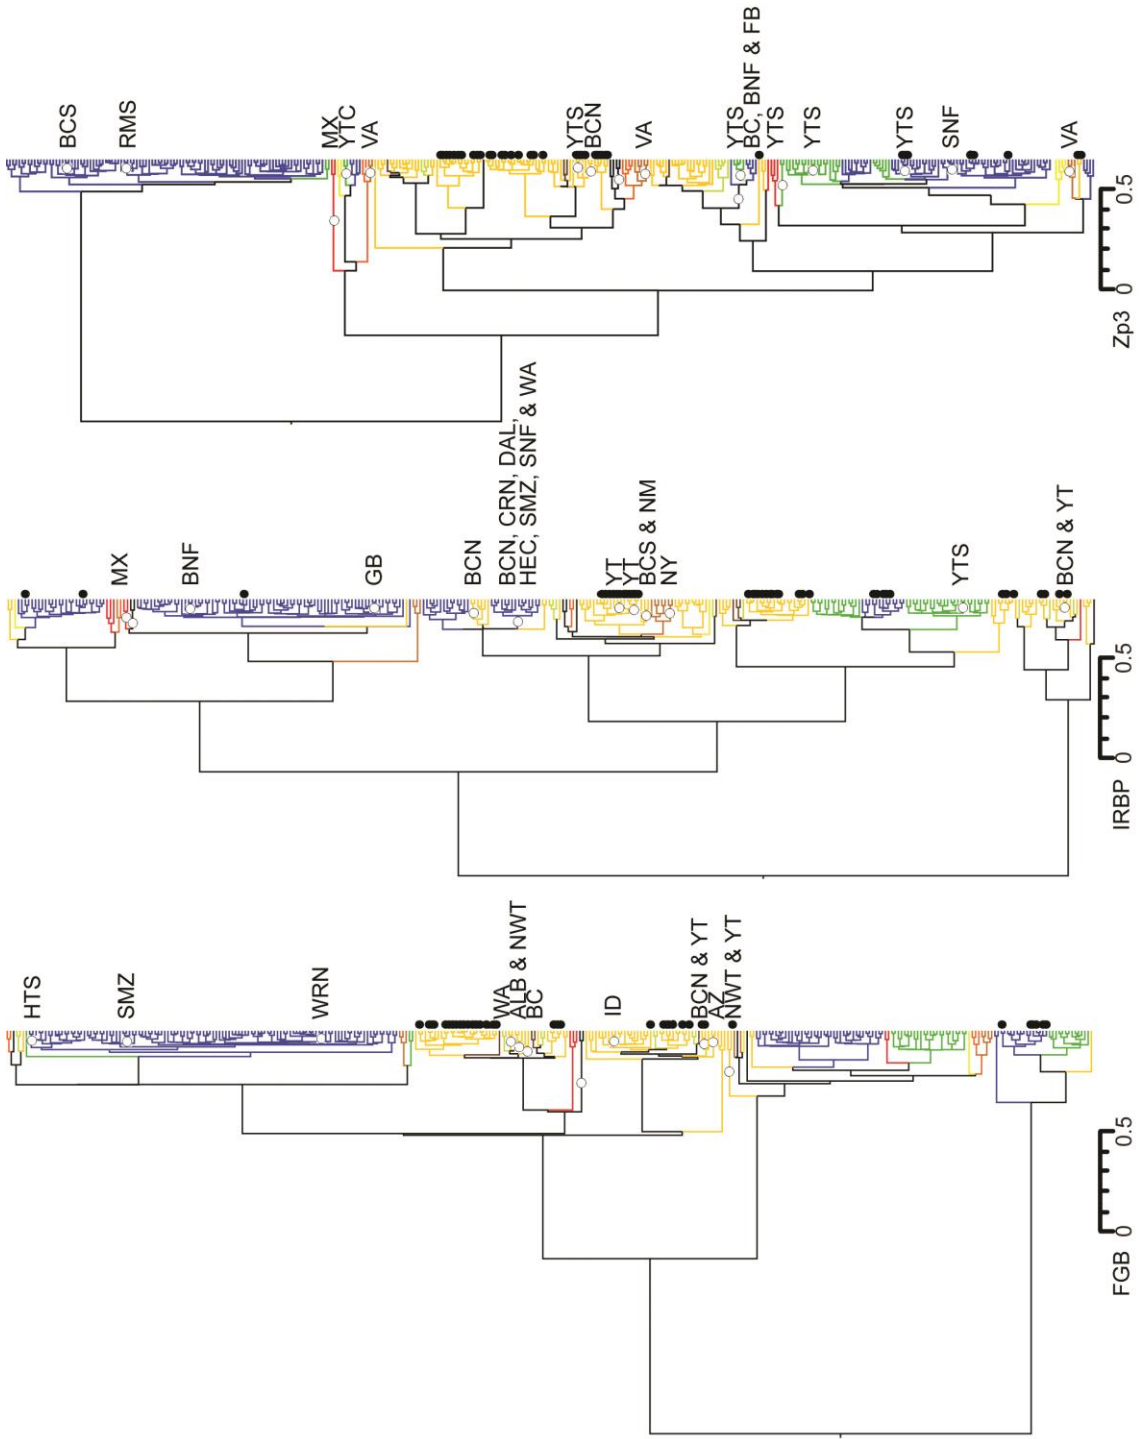 BCS
RMS
MX
YTC
VA
YTS
BCN
VA
YTS
BC, BNF & FB
YTS
YTS
YTS
SNF
VA
0.5
0
Zp3
MX
BNF
GB
BCN
BCN, CRN, DAL,
HEC, SMZ, SNF & WA
YT
YT
BCS & NM
NY
YTS
BCN & YT
0.5
0
IRBP
HTS
SMZ
WRN
WA
ALB & NWT
BC
ID
BCN & YT
AZ
NWT & YT
0.5
0
FGB